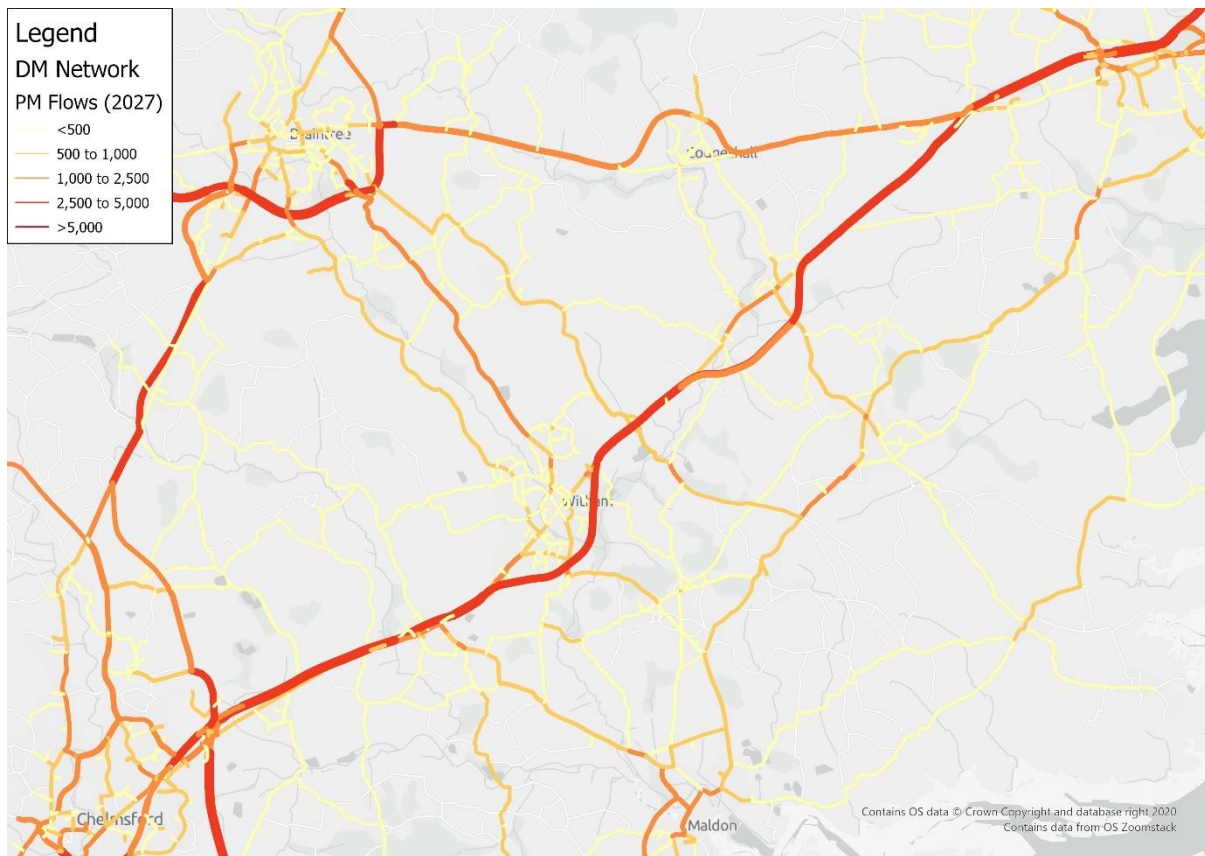 Legend
DM Network
PM Flows (2027)
<500
500 to 1,000
1,000 to 2,500
2,500 to 5,000
>5,000
Braintree
Coggeshall
Witham
Chelmsford
Maldon
Contains OS data © Crown Copyright and database right 2020
Contains data from OS Zoomstack